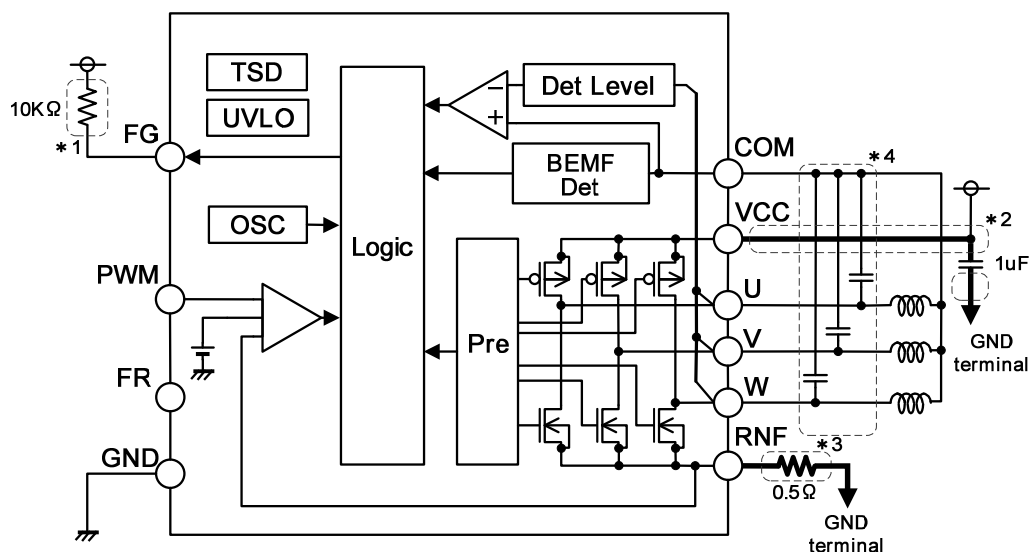 TSD
UVLO
OSC
Logic
Det Level
−
+
BEMF
Det
Pre
10KΩ
*1
FG
PWM
FR
GND
COM
VCC
U
V
W
RNF
*4
*2
1uF
GND
terminal
*3
0.5Ω
GND
terminal